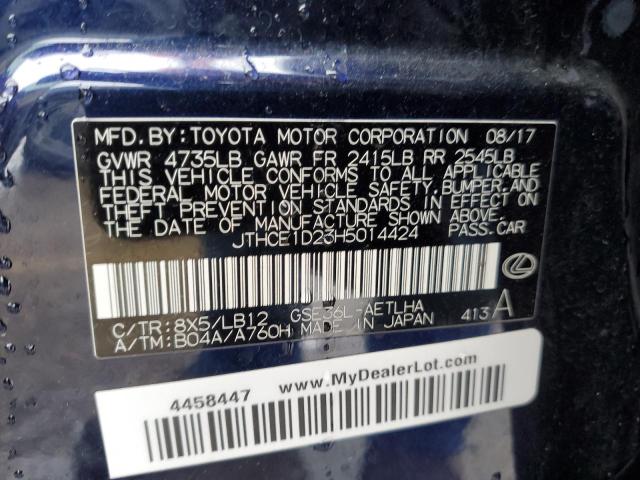 MFD. BY: TOYOTA MOTOR CORPORATION 08/17
GVWR 4735LB GAWR FR 2415LB RR 2545LB
THIS VEHICLE CONFORMS TO ALL APPLICABLE
FEDERAL MOTOR VEHICLE SAFETY, BUMPER, AND
THEFT PREVENTION STANDARDS IN EFFECT ON
THE DATE OF MANUFACTURE SHOWN ABOVE.
JTHCE1D23H5014424 PASS. CAR
C/TR: 8X5/LB12 GSE36L-AETLHA
A/TM: B04A/A760H MADE IN JAPAN 413 A
4458447 www.MyDealerLot.com